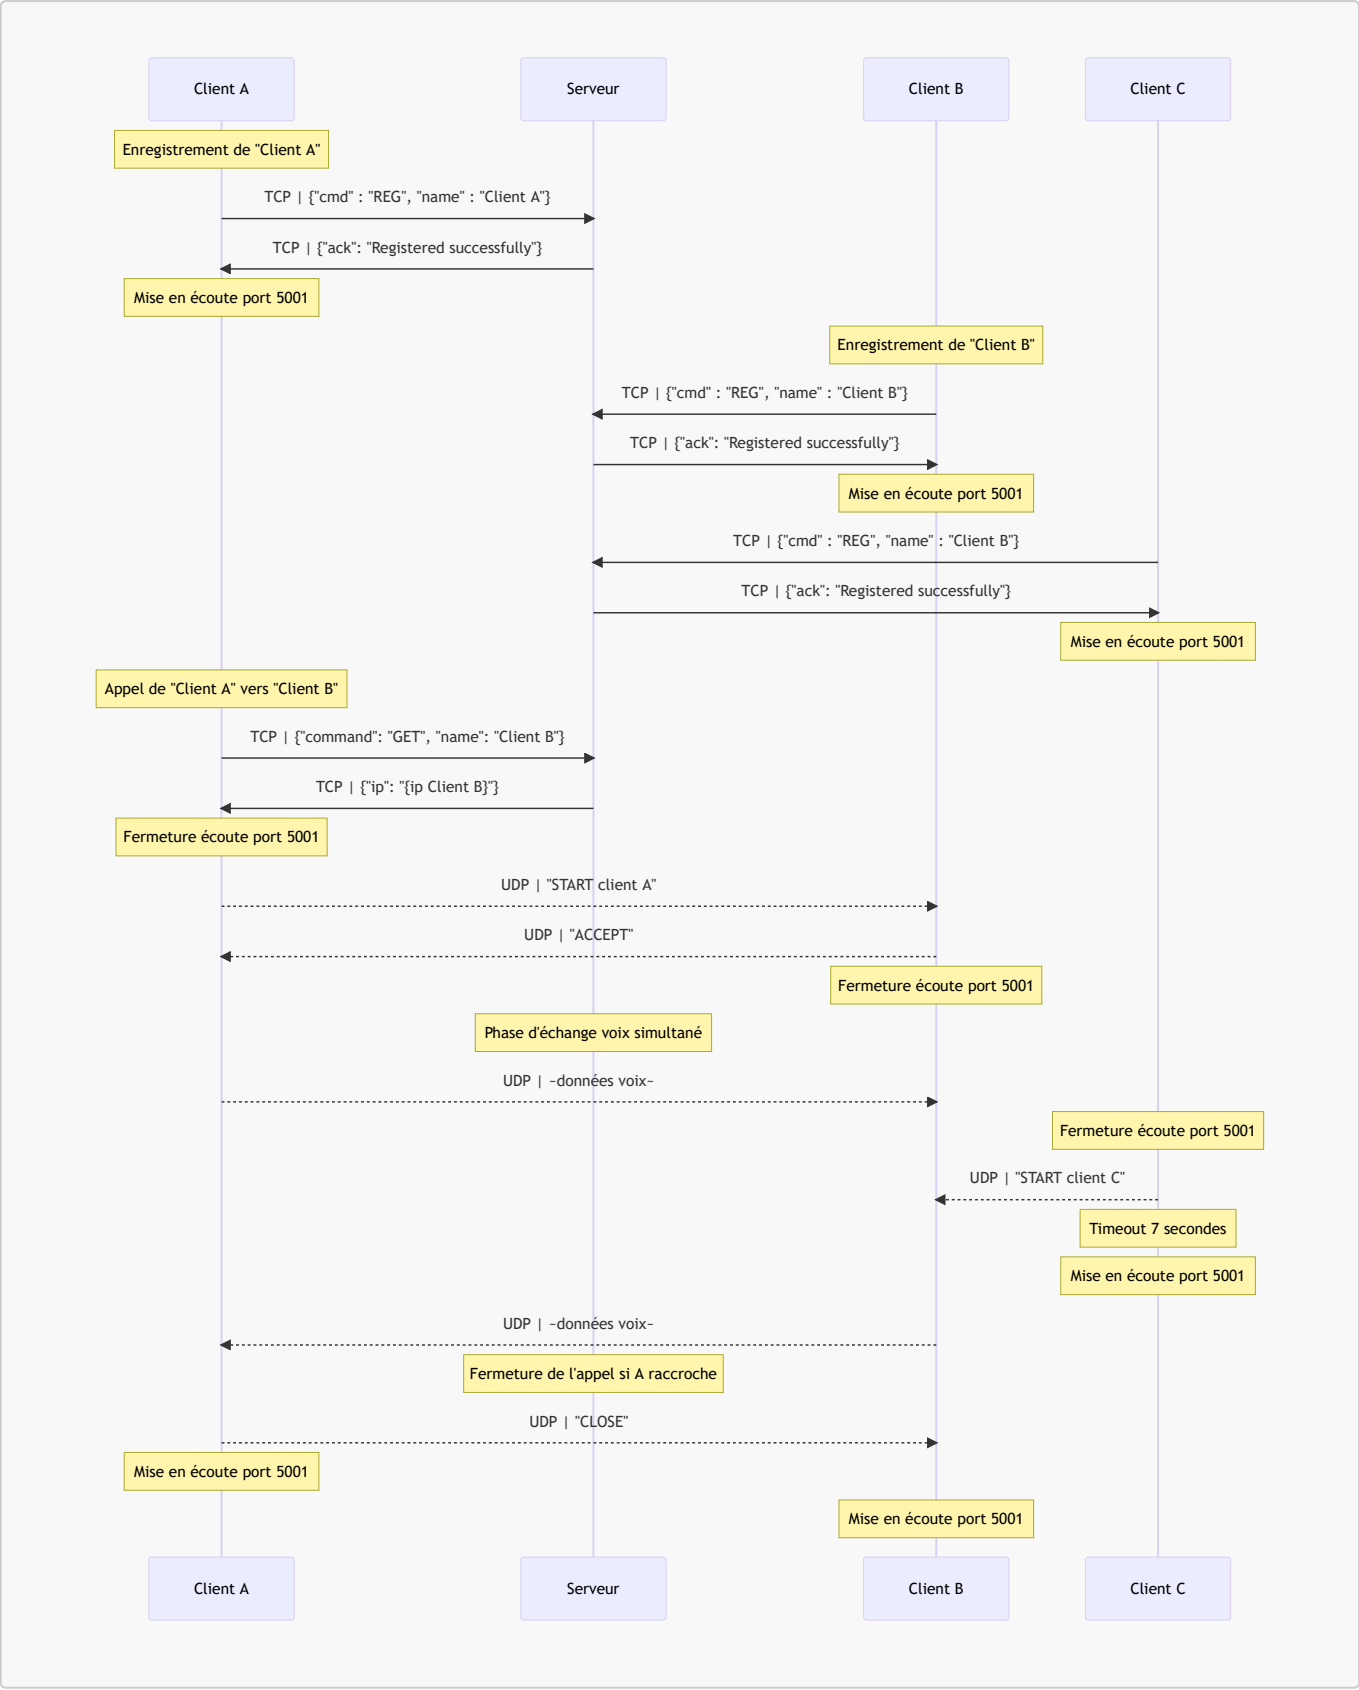 Client A
Serveur
Client B
Client C
Enregistrement de "Client A"
TCP | {"cmd" : "REG", "name" : "Client A"}
TCP | {"ack": "Registered successfully"}
Mise en écoute port 5001
Enregistrement de "Client B"
TCP | {"cmd" : "REG", "name" : "Client B"}
TCP | {"ack": "Registered successfully"}
Mise en écoute port 5001
TCP | {"cmd" : "REG", "name" : "Client B"}
TCP | {"ack": "Registered successfully"}
Mise en écoute port 5001
Appel de "Client A" vers "Client B"
TCP | {"command": "GET", "name": "Client B"}
TCP | {"ip": "{ip Client B}"}
Fermeture écoute port 5001
UDP | "START client A"
UDP | "ACCEPT"
Fermeture écoute port 5001
Phase d'échange voix simultané
UDP | ~données voix~
Fermeture écoute port 5001
UDP | "START client C"
Timeout 7 secondes
Mise en écoute port 5001
UDP | ~données voix~
Fermeture de l'appel si A raccroche
UDP | "CLOSE"
Mise en écoute port 5001
Mise en écoute port 5001
Client A
Serveur
Client B
Client C